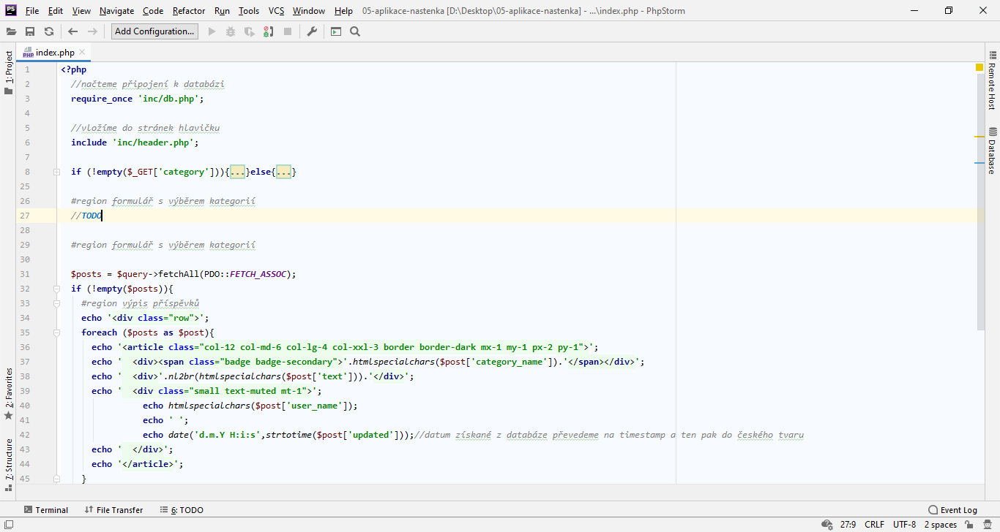 PS File Edit View Navigate Code Refactor Run Tools VCS Window Help 05-aplikace-nastenka [D:\Desktop\05-aplikace-nastenka] - ...\index.php - PhpStorm
Add Configuration...
1: Project
PHP index.php
1 <?php
2 //načteme připojení k databázi
3 require_once 'inc/db.php';
4
5 //vložíme do stránek hlavičku
6 include 'inc/header.php';
7
8 if (!empty($_GET['category'])){...}else{...}
25
26 #region formulář s výběrem kategorií
27 //TODO
28
29 #region formulář s výběrem kategorií
30
31 $posts = $query->fetchAll(PDO::FETCH_ASSOC);
32 if (!empty($posts)){
33 #region výpis příspěvků
34 echo '<div class="row">';
35 foreach ($posts as $post){
36 echo '<article class="col-12 col-md-6 col-lg-4 col-xxl-3 border border-dark mx-1 my-1 px-2 py-1">';
37 echo '  <div><span class="badge badge-secondary">'.htmlspecialchars($post['category_name']).'</span></div>';
38 echo '  <div>'.nl2br(htmlspecialchars($post['text'])).'</div>';
39 echo '  <div class="small text-muted mt-1">';
40 echo htmlspecialchars($post['user_name']);
41 echo ' ';
42 echo date('d.m.Y H:i:s',strtotime($post['updated']));//datum získané z databáze převedeme na timestamp a ten pak do českého tvaru
43 echo '  </div>';
44 echo '</article>';
45 }
2: Favorites
7: Structure
Remote Host
Database
Terminal File Transfer 6: TODO Event Log
27:9 CRLF UTF-8 2 spaces